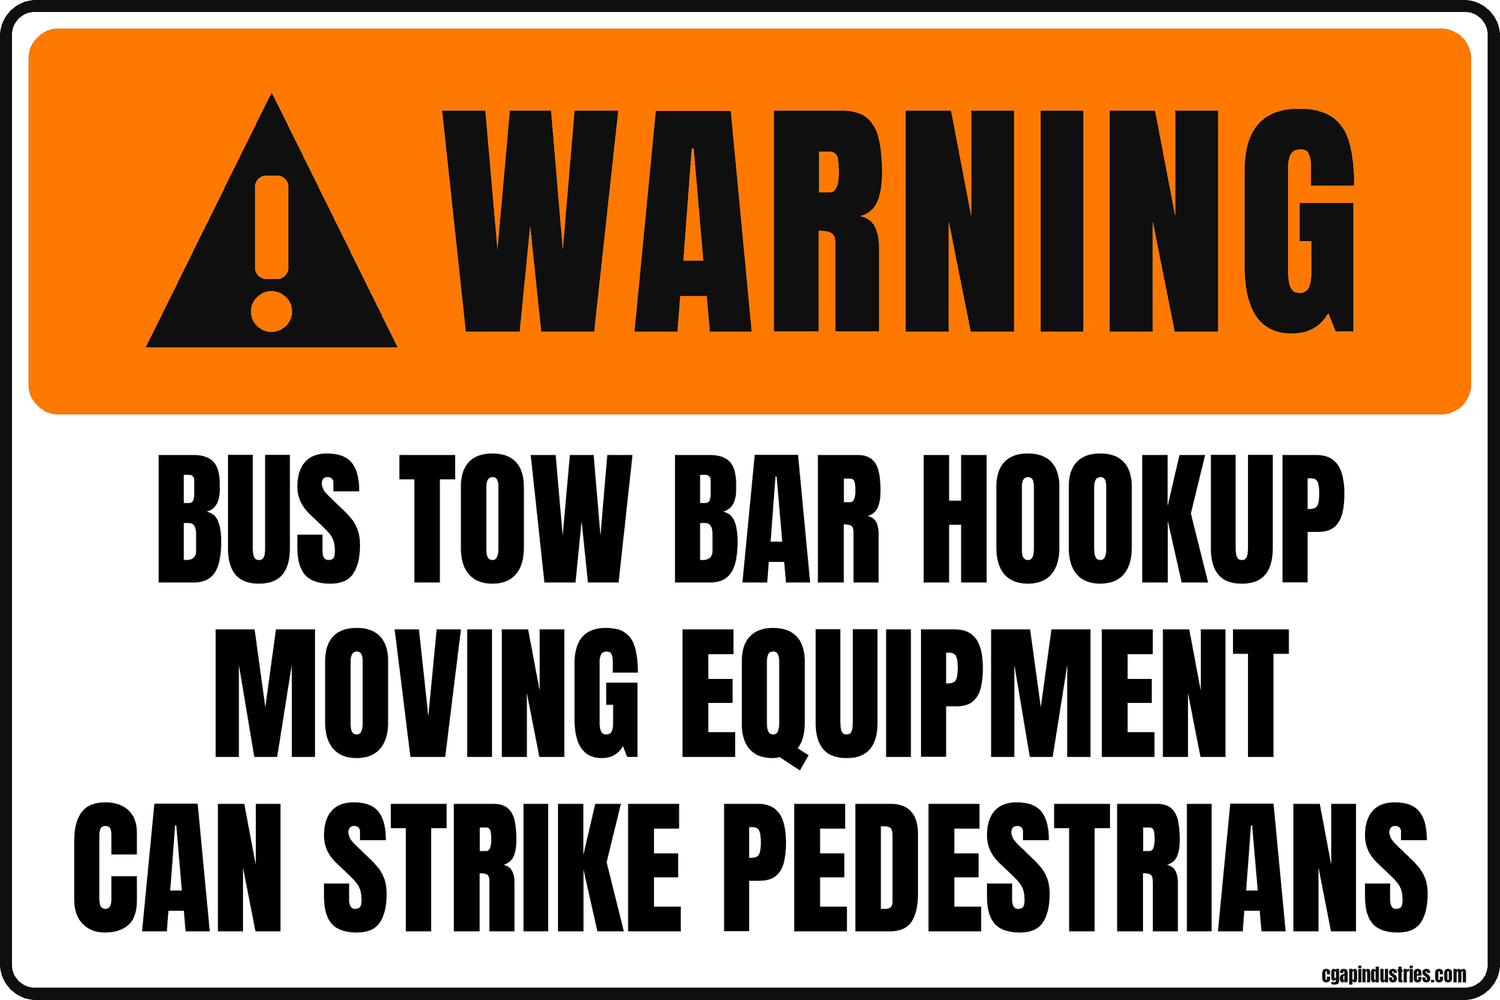 WARNING
BUS TOW BAR HOOKUP
MOVING EQUIPMENT
CAN STRIKE PEDESTRIANS
cgapindustries.com